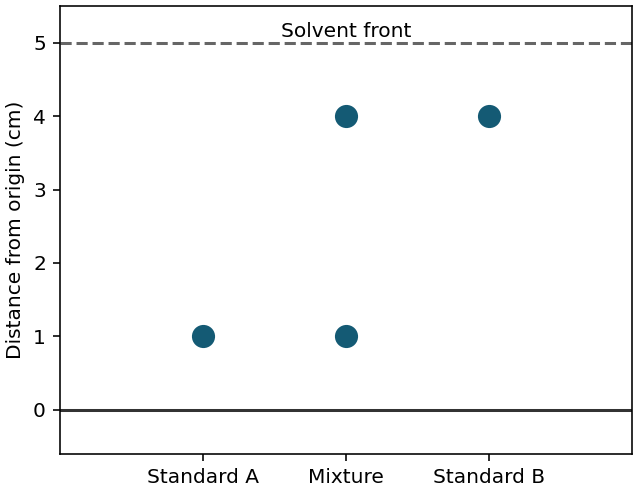 Solvent front
Distance from origin (cm)
5
4
3
2
1
0
Standard A
Mixture
Standard B